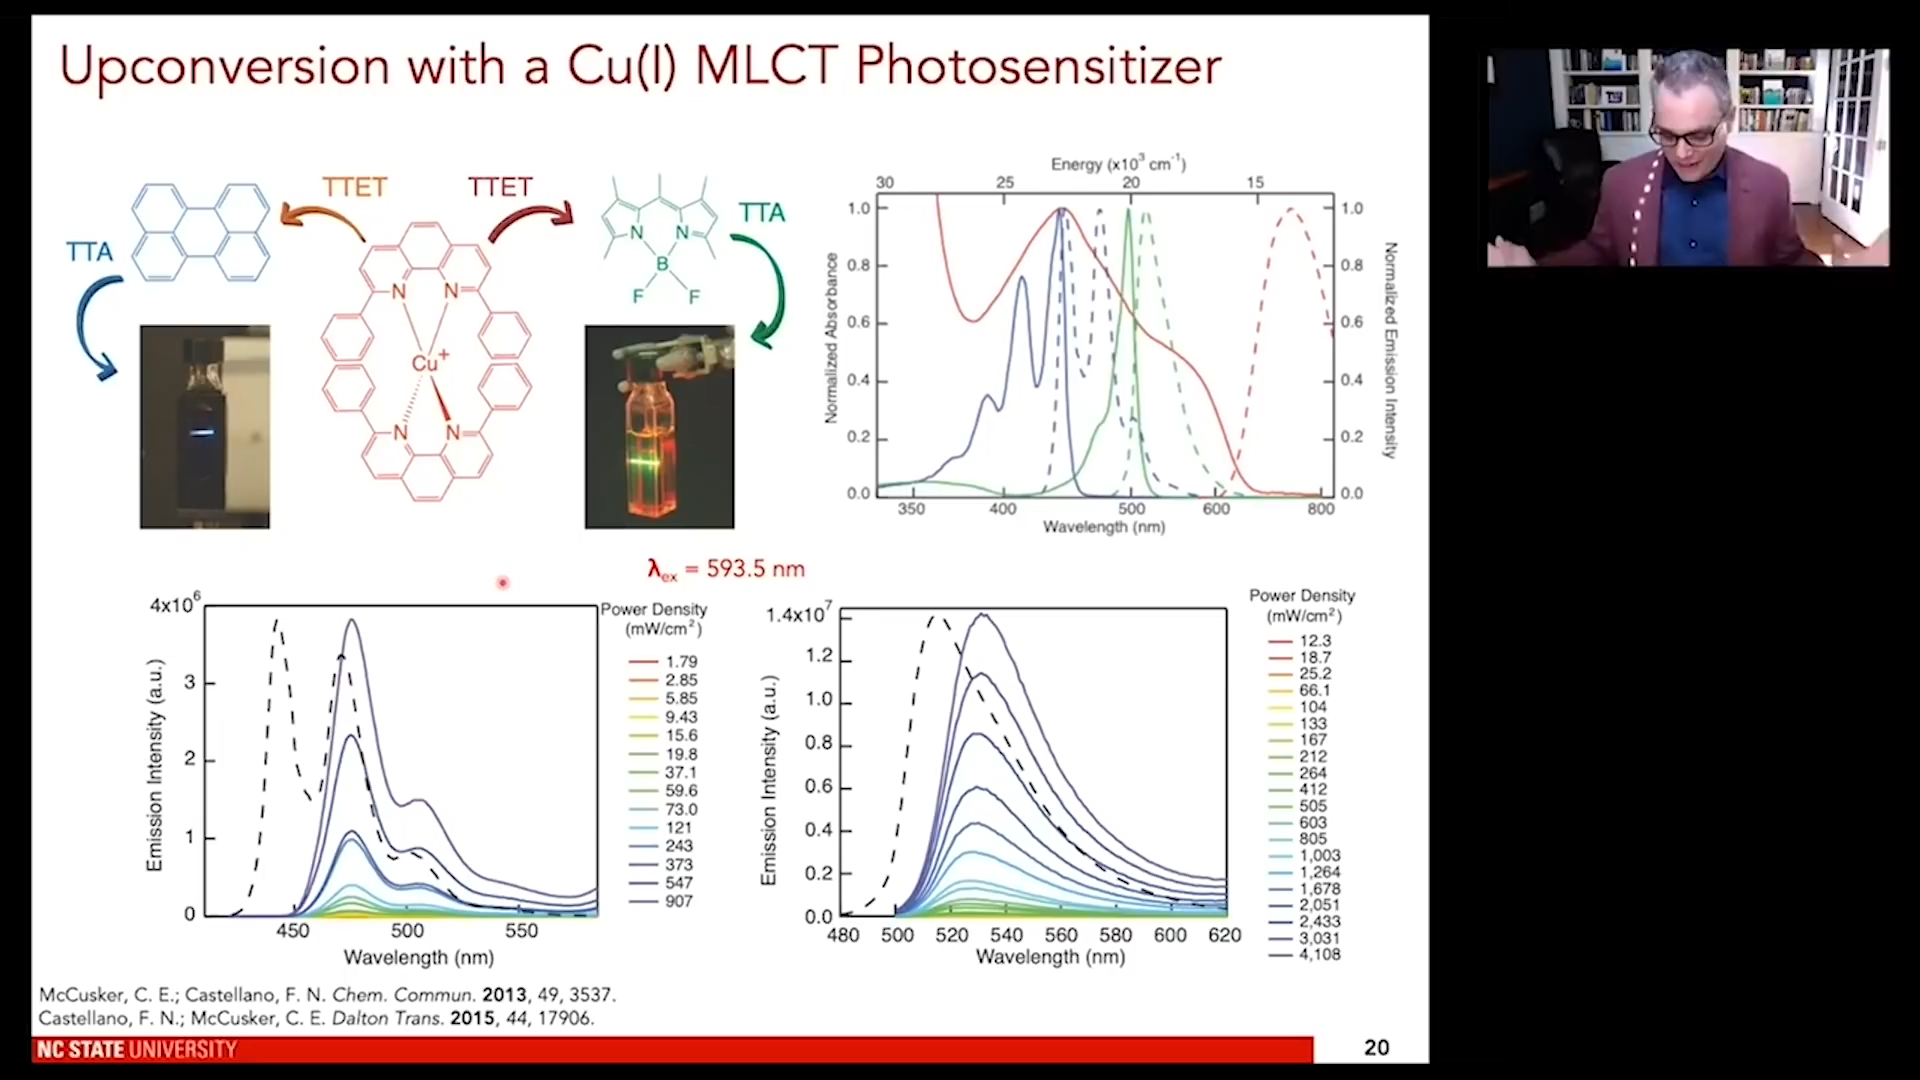 Upconversion with a Cu(I) MLCT Photosensitizer
TTET
TTET
TTA
TTA
N
N
B
F
F
N
N
Cu+
N
N
Energy (x10³ cm⁻¹)
30 25 20 15
1.0
0.8
0.6
0.4
0.2
0.0
Normalized Absorbance
1.0
0.8
0.6
0.4
0.2
0.0
Normalized Emission Intensity
350 400 500 600 800
Wavelength (nm)
λex = 593.5 nm
4x10⁶
3
2
1
0
Emission Intensity (a.u.)
450 500 550
Wavelength (nm)
Power Density
(mW/cm²)
1.79
2.85
5.85
9.43
15.6
19.8
37.1
59.6
73.0
121
243
373
547
907
1.4x10⁷
1.2
1.0
0.8
0.6
0.4
0.2
0.0
Emission Intensity (a.u.)
480 500 520 540 560 580 600 620
Wavelength (nm)
Power Density
(mW/cm²)
12.3
18.7
25.2
66.1
104
133
167
212
264
412
505
603
805
1,003
1,264
1,678
2,051
2,433
3,031
4,108
McCusker, C. E.; Castellano, F. N. Chem. Commun. 2013, 49, 3537.
Castellano, F. N.; McCusker, C. E. Dalton Trans. 2015, 44, 17906.
NC STATE UNIVERSITY
20